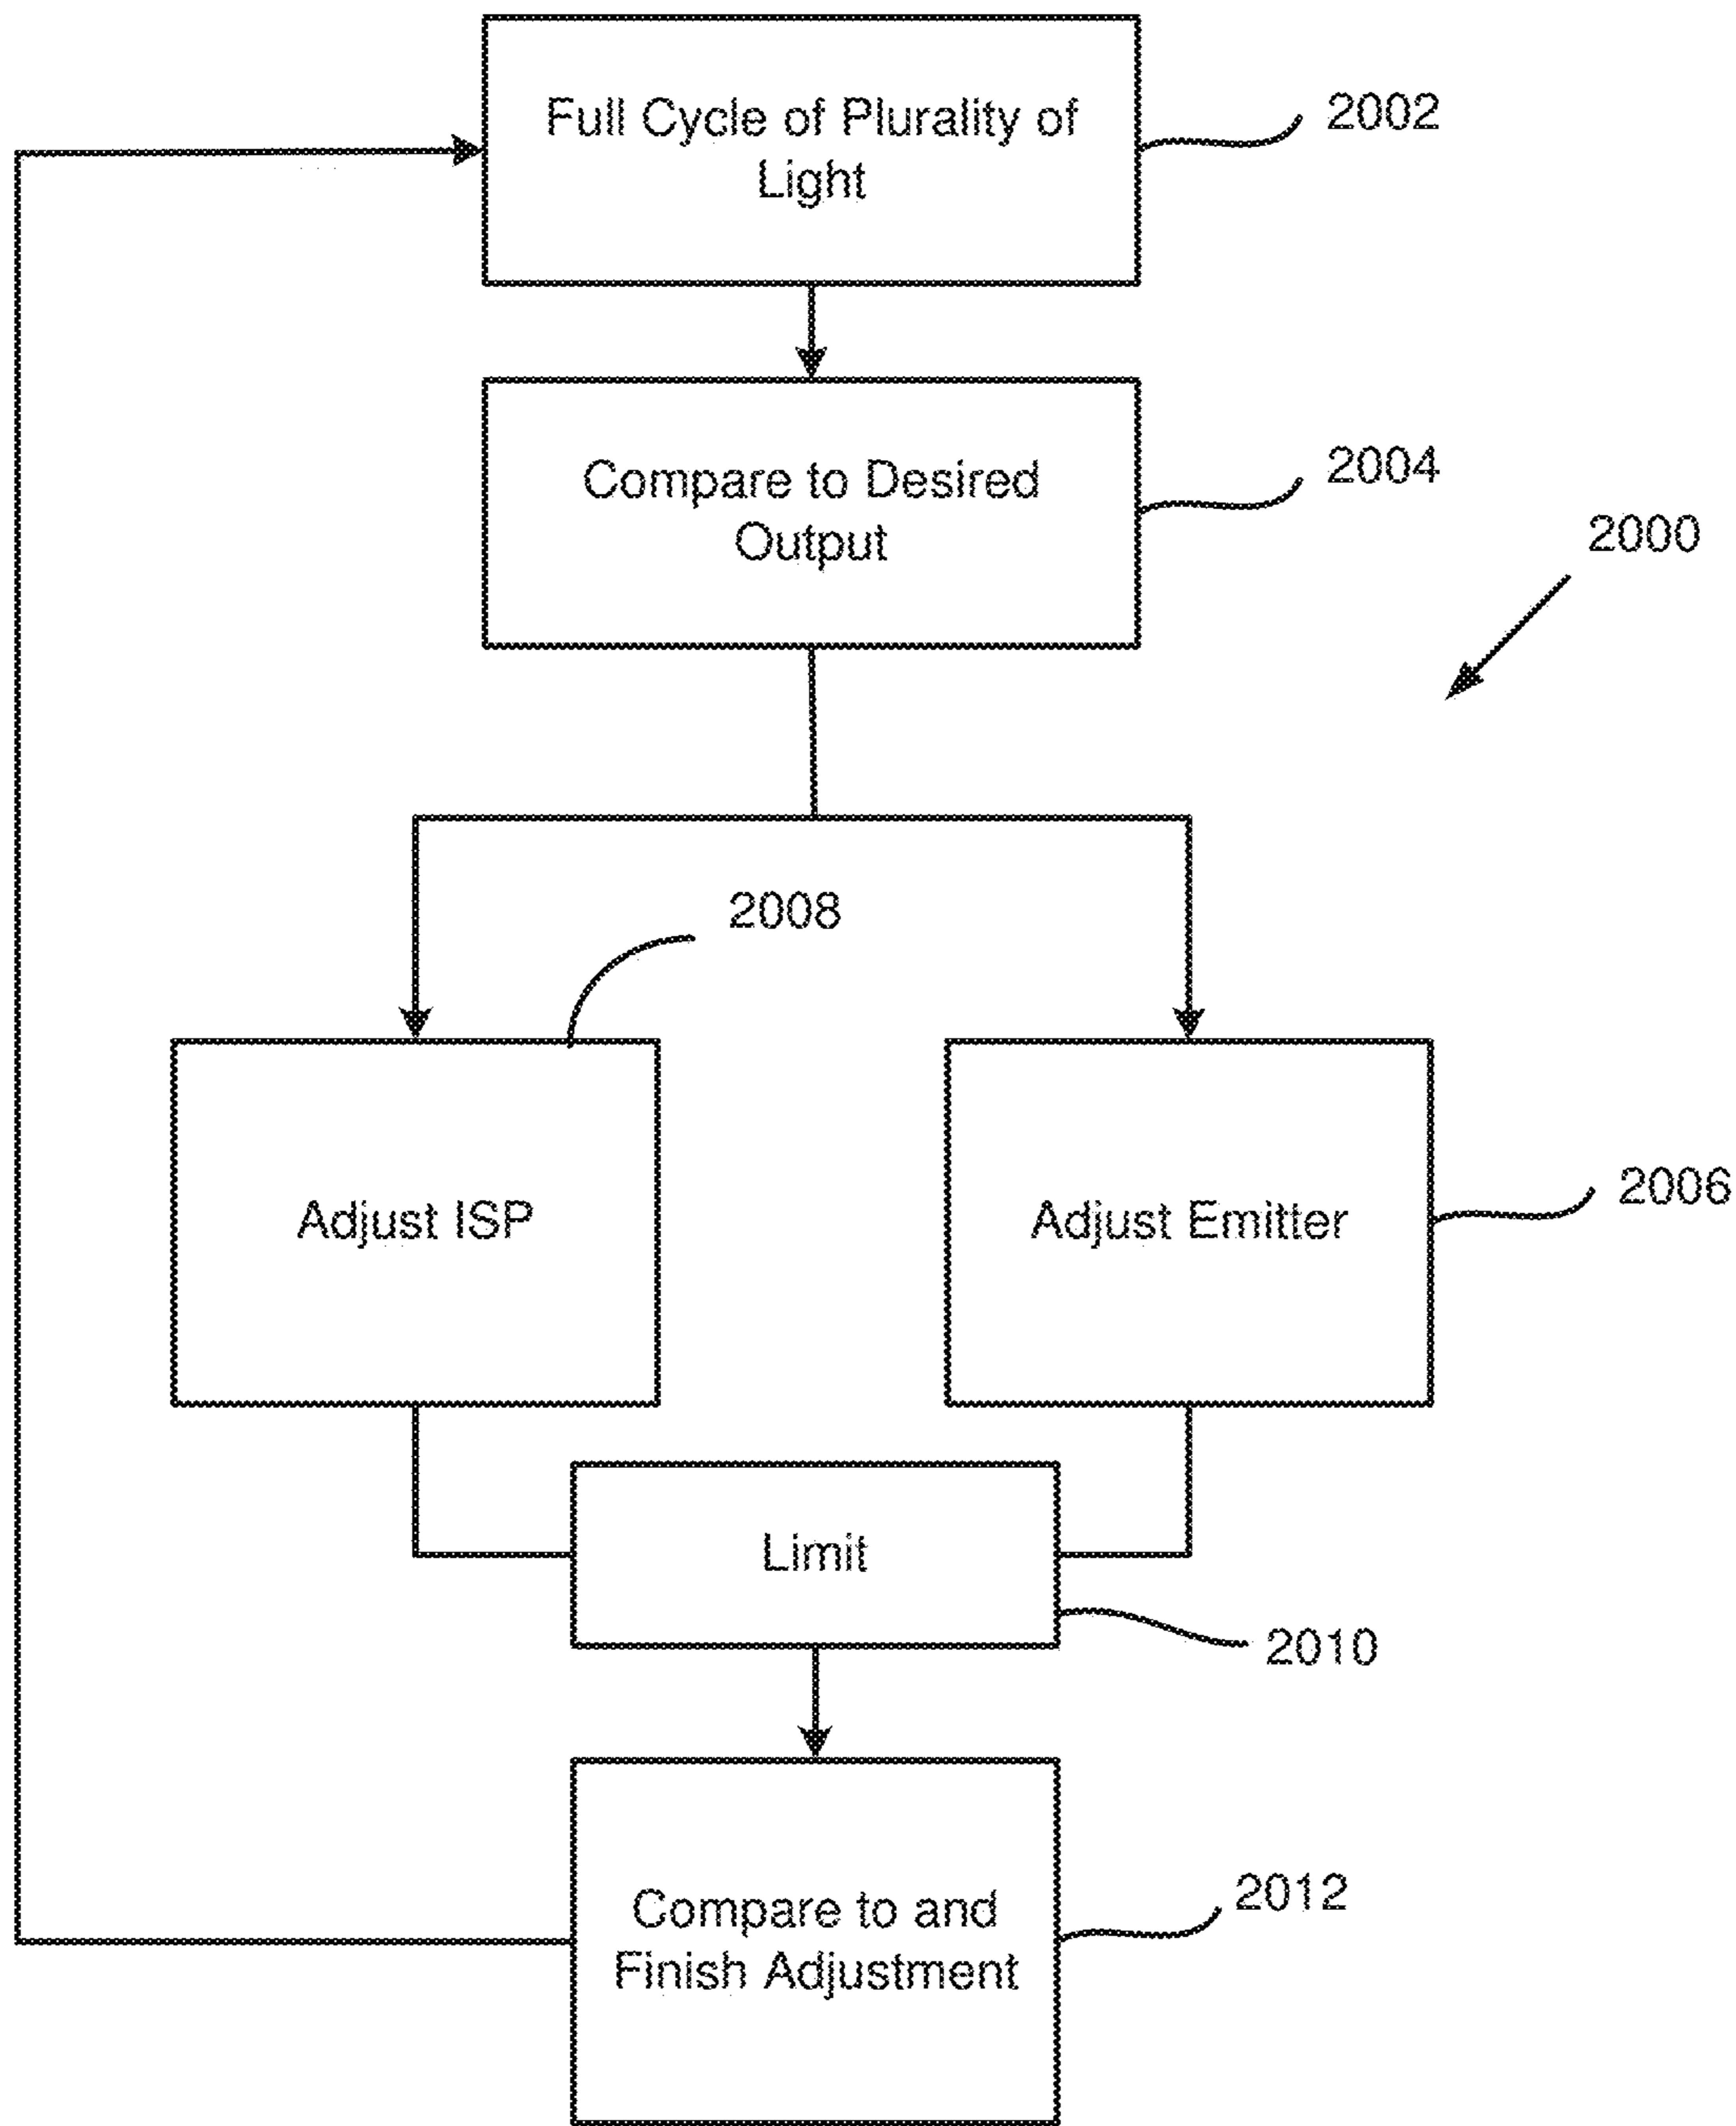 Full Cycle of Plurality of
Light
2002
Compare to Desired
Output
2004
2000
2008
Adjust ISP
Adjust Emitter
2006
Limit
2010
Compare to and
Finish Adjustment
2012